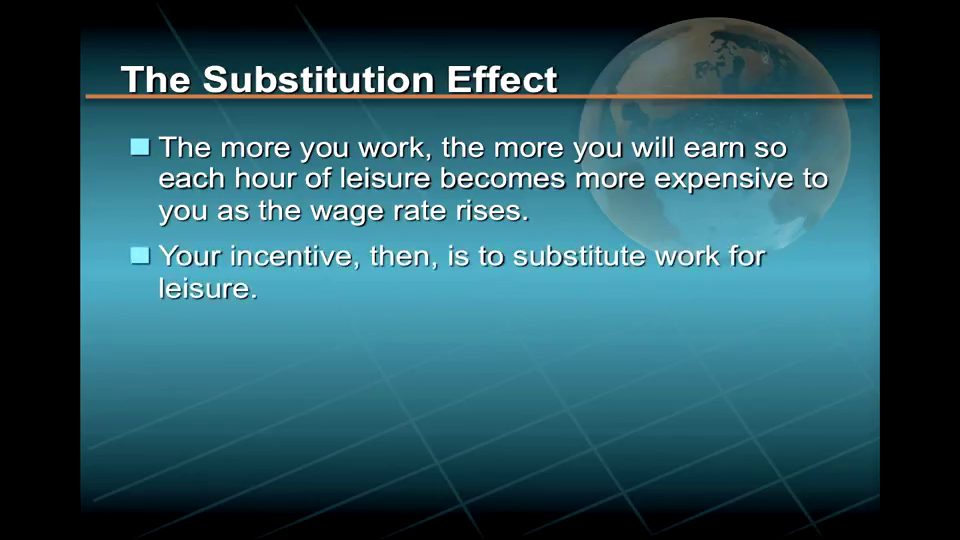 The Substitution Effect
The more you work, the more you will earn so
each hour of leisure becomes more expensive to
you as the wage rate rises.
Your incentive, then, is to substitute work for
leisure.